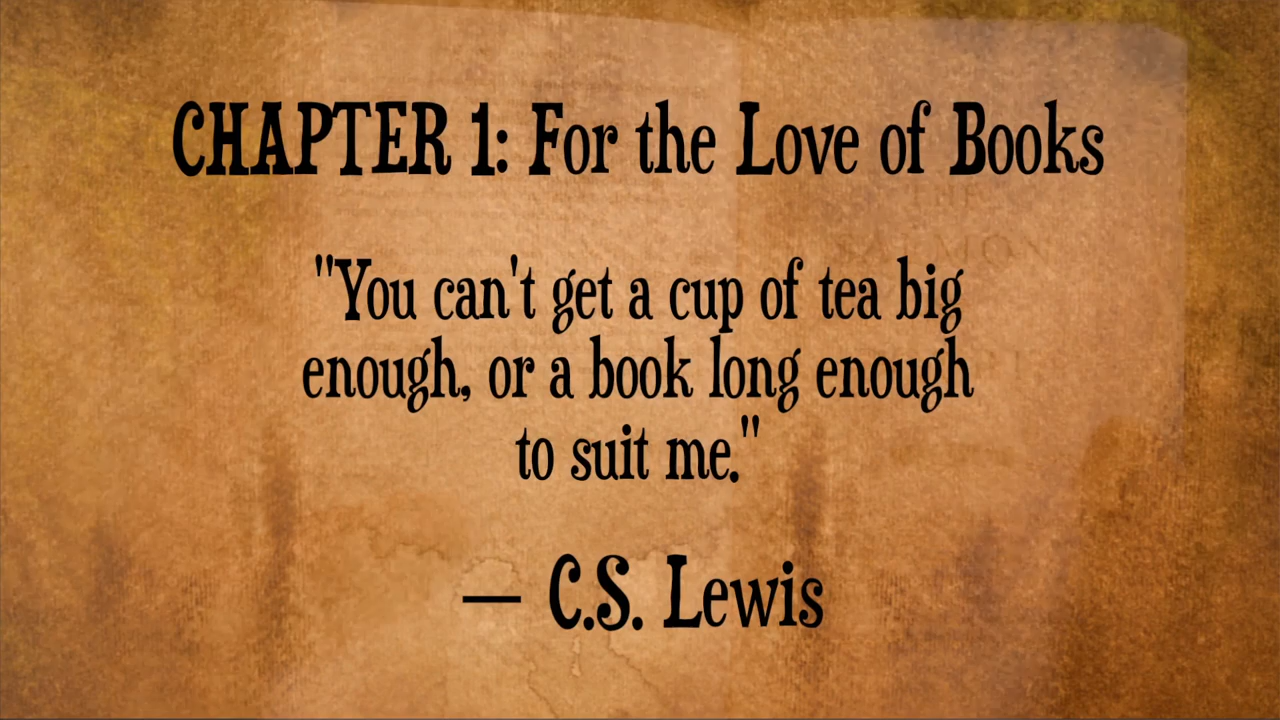 CHAPTER 1: For the Love of Books
"You can't get a cup of tea big
enough, or a book long enough
to suit me."
— C.S. Lewis